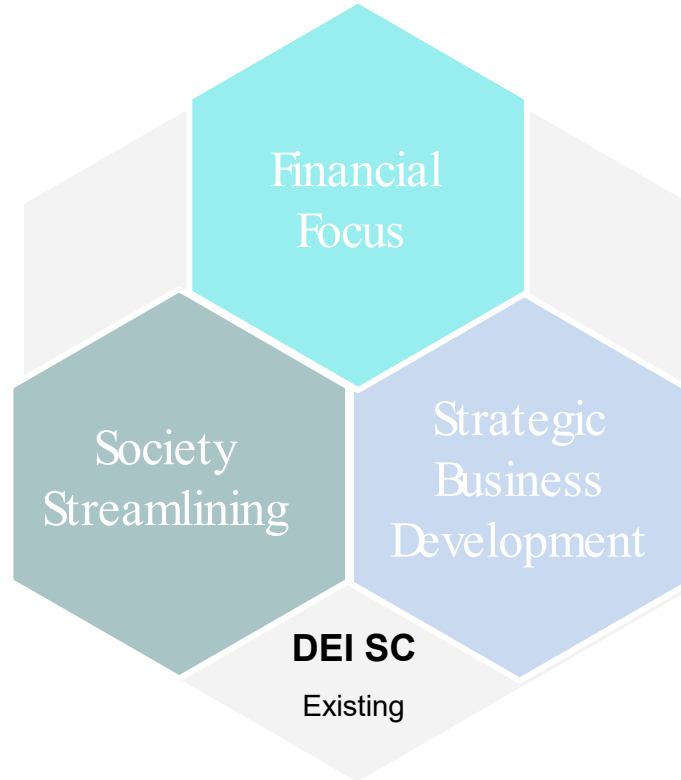 Financial
Focus
Society
Streamlining
Strategic
Business
Development
DEI SC
Existing